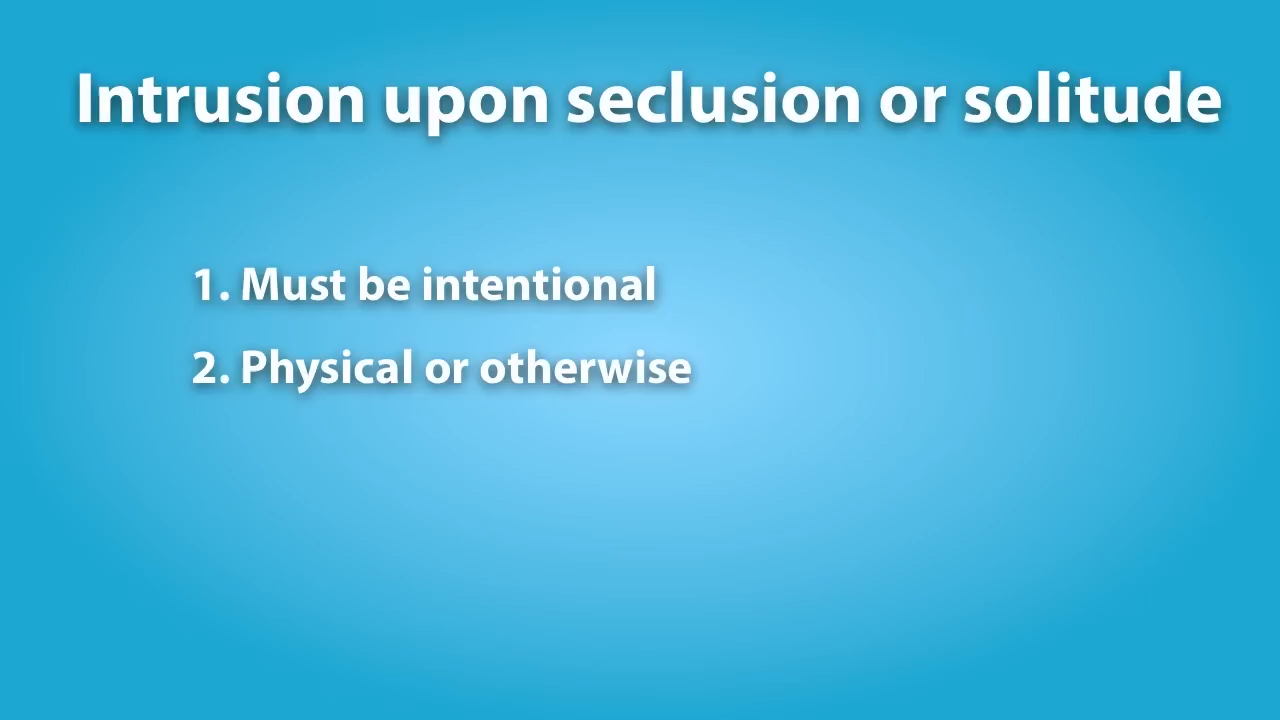 Intrusion upon seclusion or solitude
1. Must be intentional
2. Physical or otherwise